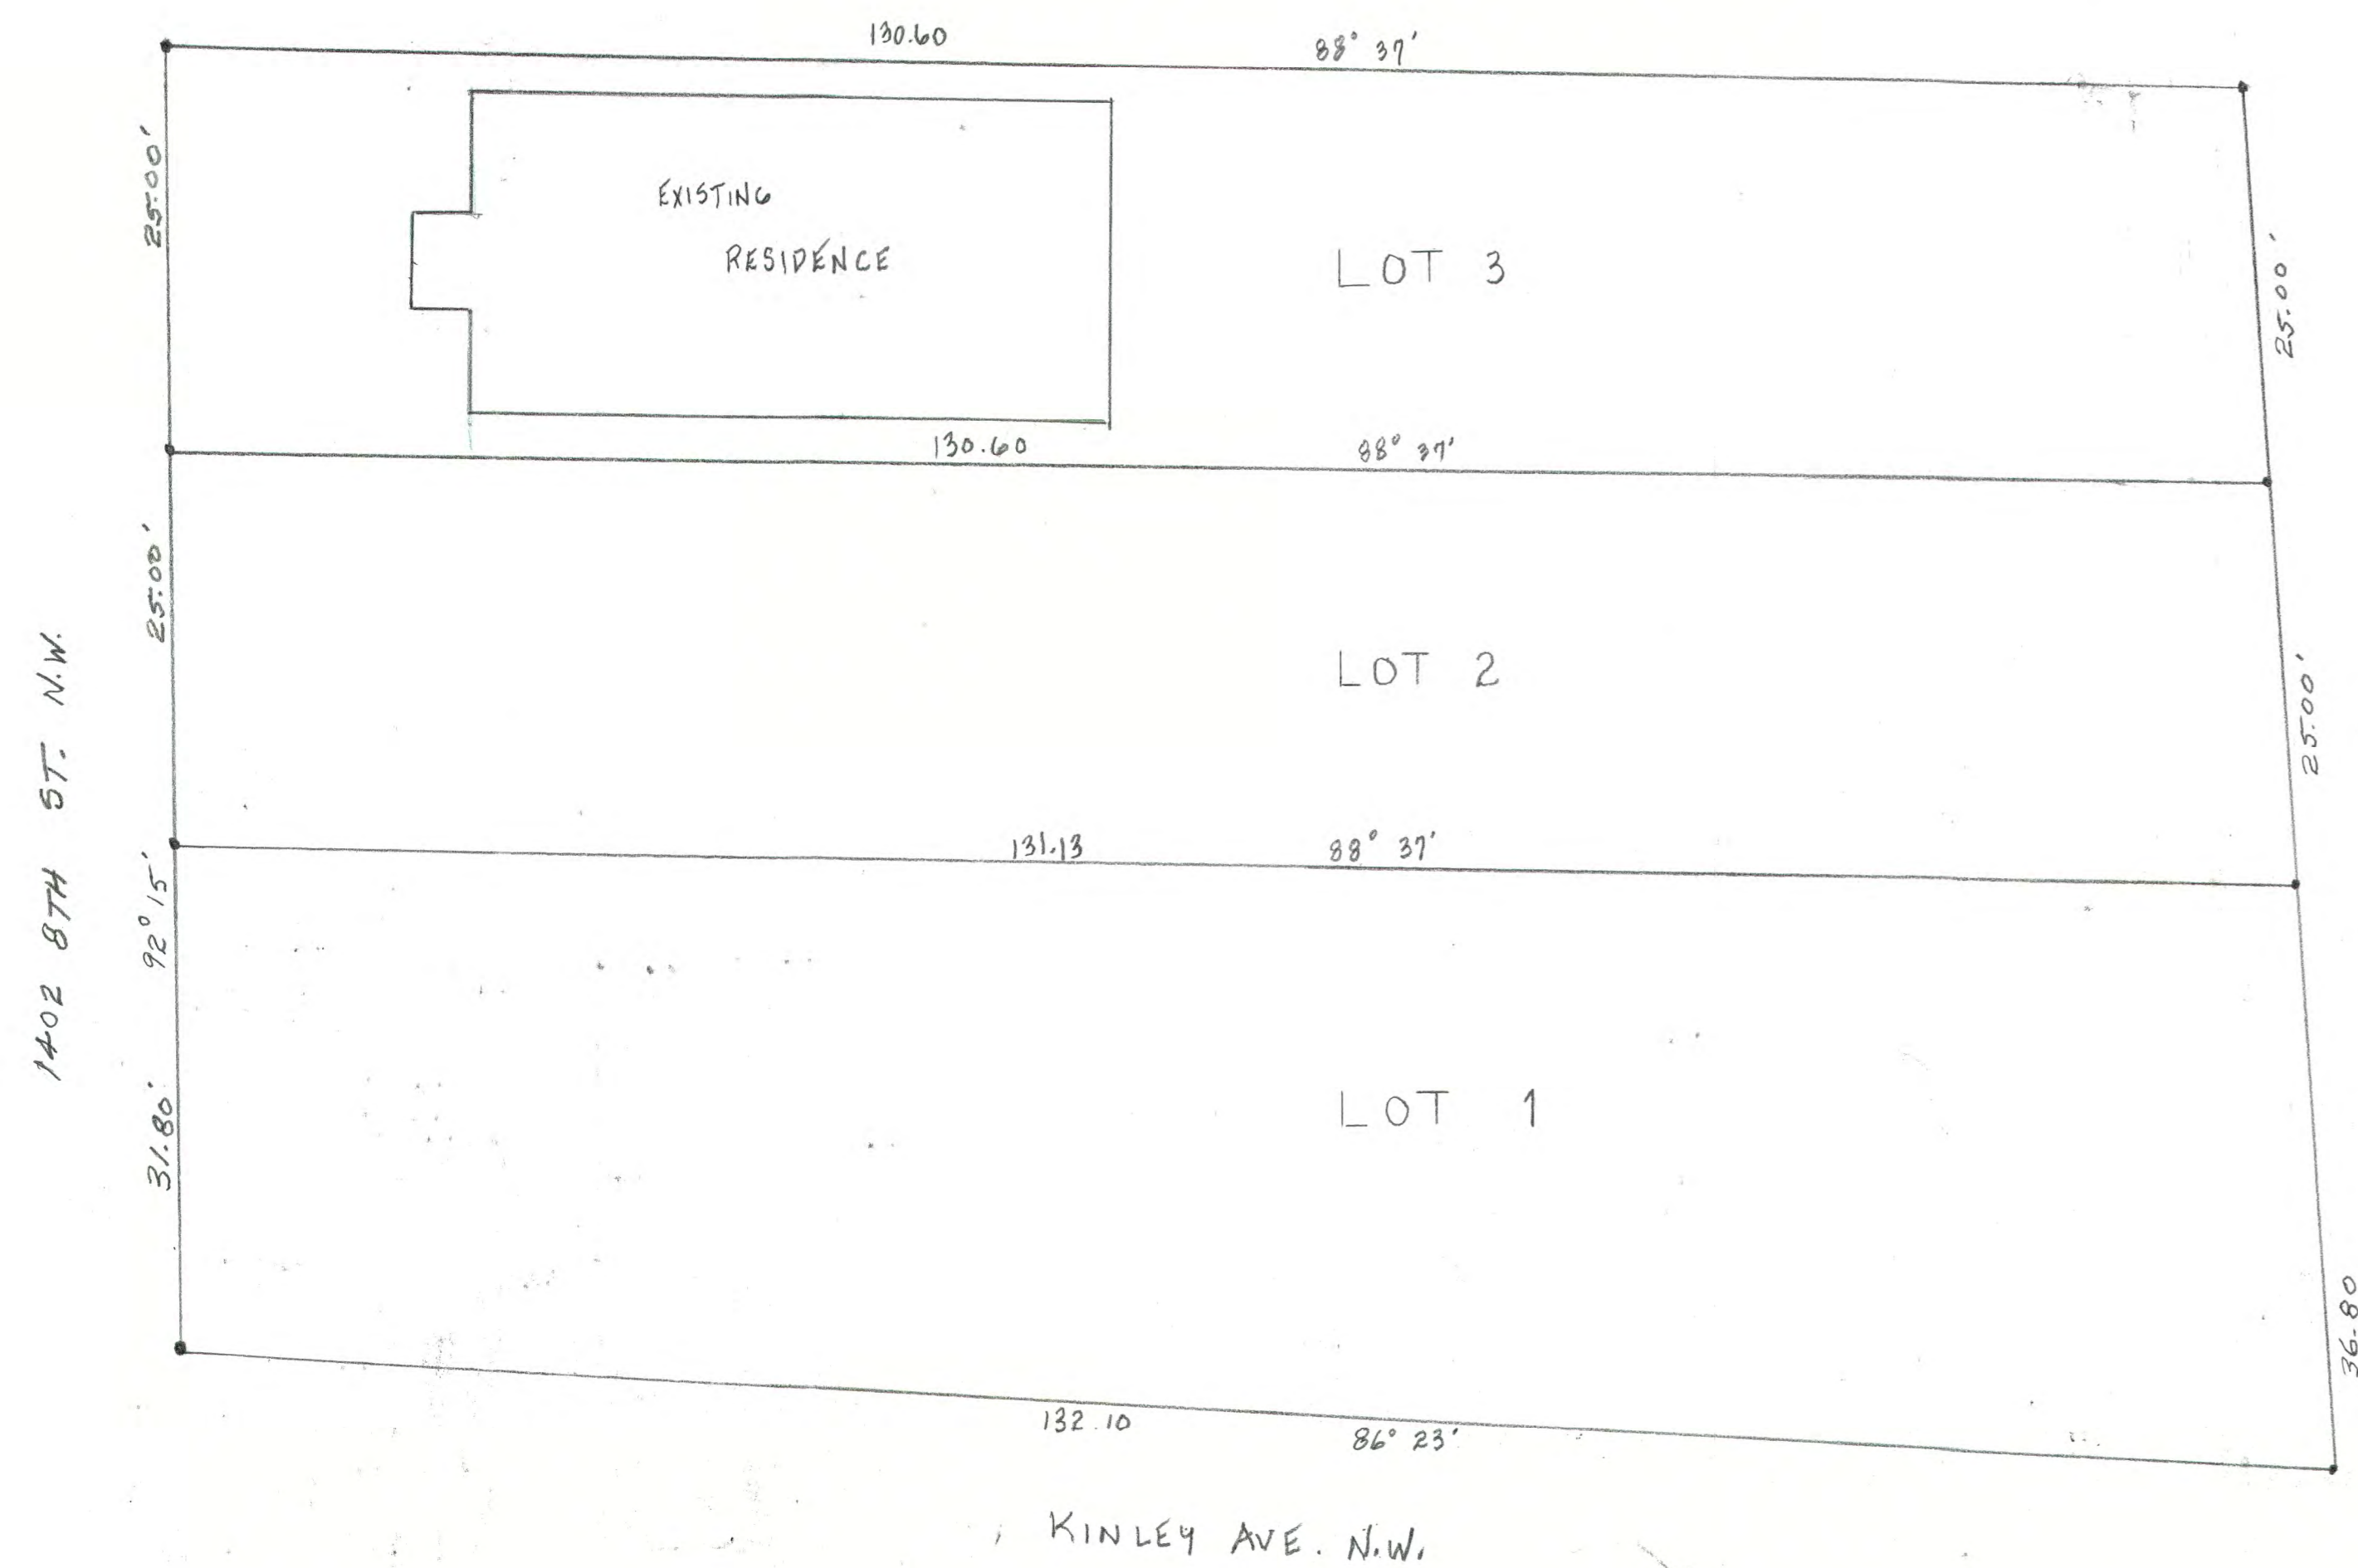 130.60
88° 37'
25.00'
EXISTING
RESIDENCE
LOT 3
25.00'
130.60
88° 37'
25.00'
LOT 2
25.00'
131.13
88° 37'
1402 8TH ST. N.W.
92° 15'
31.80'
LOT 1
36.80
132.10
86° 23'
KINLEY AVE. N.W.